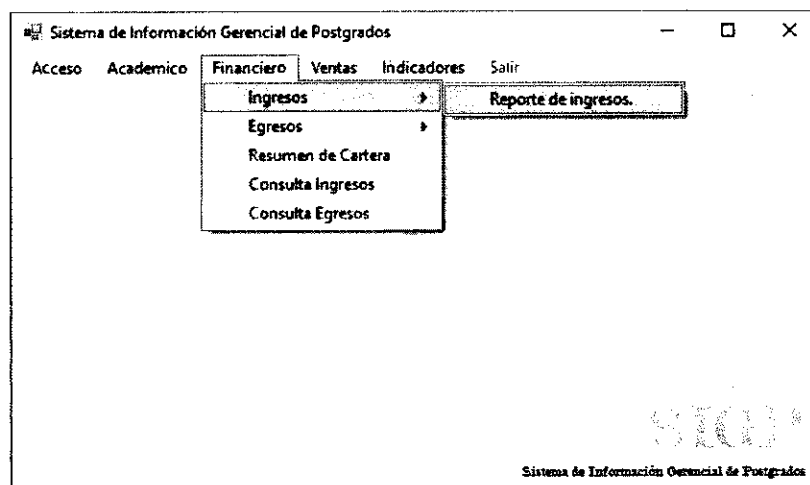 Sistema de Información Gerencial de Postgrados
Acceso Academico Financiero Ventas Indicadores Salir
Ingresos Reporte de ingresos.
Egresos
Resumen de Cartera
Consulta Ingresos
Consulta Egresos
Sistema de Información Gerencial de Postgrados